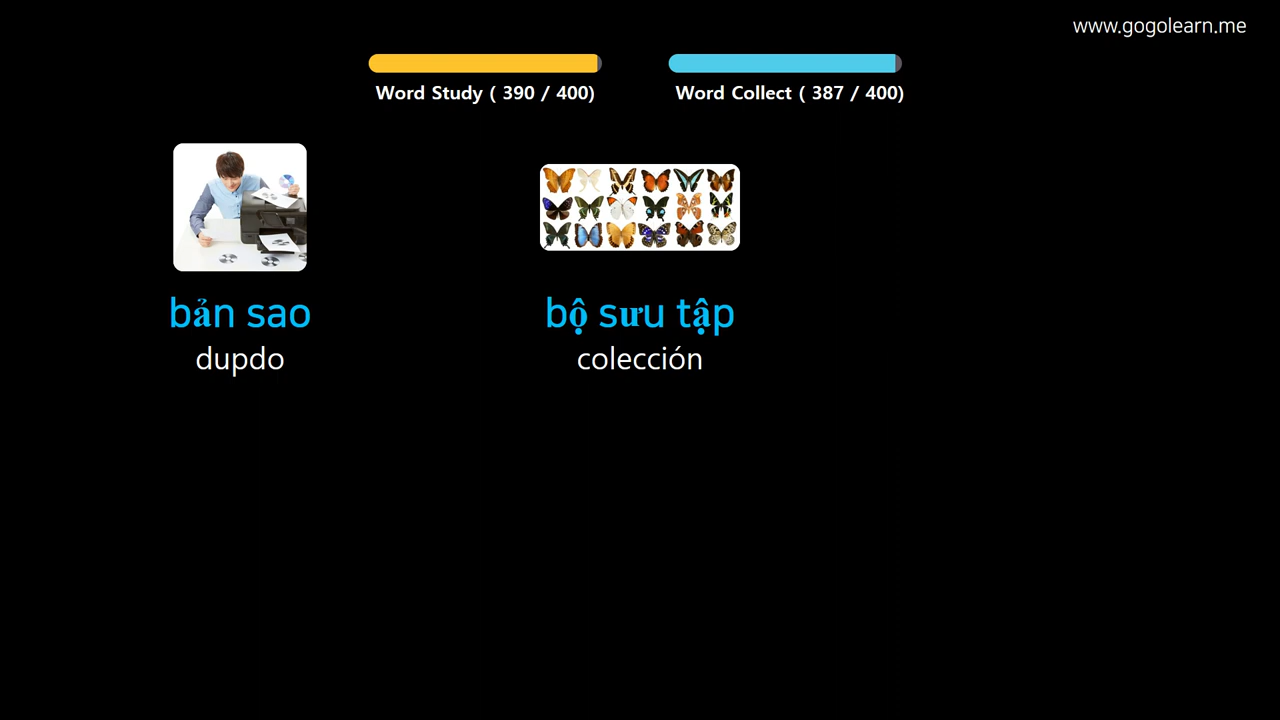 www.gogolearn.me
Word Study ( 390 / 400)
Word Collect ( 387 / 400)
bản sao
bộ sưu tập
dupdo
colección